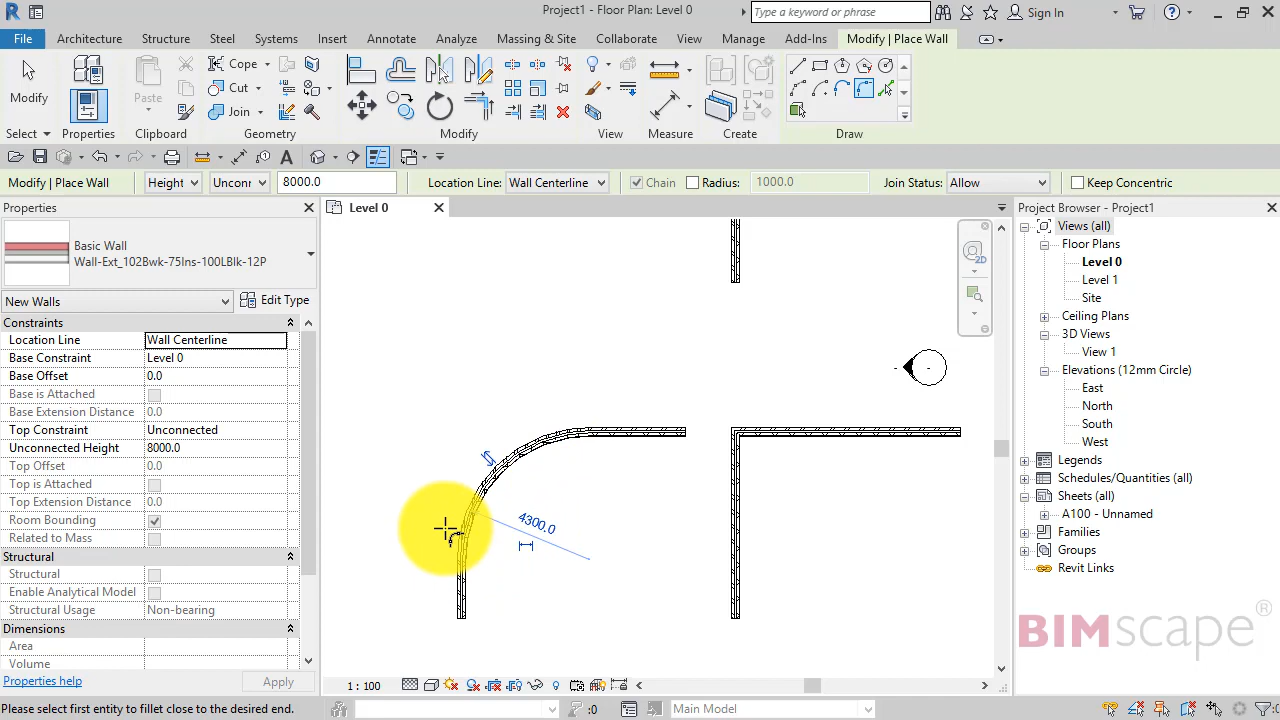 Project1 - Floor Plan: Level 0
Type a keyword or phrase
Sign In
File
Architecture
Structure
Steel
Systems
Insert
Annotate
Analyze
Massing & Site
Collaborate
View
Manage
Add-Ins
Modify | Place Wall
Modify
Paste
Cope
Cut
Join
Select
Properties
Clipboard
Geometry
Modify
View
Measure
Create
Draw
Modify | Place Wall
Height
Unconr
8000.0
Location Line:
Wall Centerline
Chain
Radius:
1000.0
Join Status:
Allow
Keep Concentric
Properties
Basic Wall
Wall-Ext_102Bwk-75Ins-100LBlk-12P
New Walls
Edit Type
Constraints
Location Line Wall Centerline
Base Constraint Level 0
Base Offset 0.0
Base is Attached
Base Extension Distance 0.0
Top Constraint Unconnected
Unconnected Height 8000.0
Top Offset 0.0
Top is Attached
Top Extension Distance 0.0
Room Bounding
Related to Mass
Structural
Structural
Enable Analytical Model
Structural Usage Non-bearing
Dimensions
Area
Volume
Properties help
Apply
Level 0
2D
4300.0
1 : 100
Project Browser - Project1
Views (all)
Floor Plans
Level 0
Level 1
Site
Ceiling Plans
3D Views
View 1
Elevations (12mm Circle)
East
North
South
West
Legends
Schedules/Quantities (all)
Sheets (all)
A100 - Unnamed
Families
Groups
Revit Links
BIMscape®
Please select first entity to fillet close to the desired end.
:0
Main Model
:0